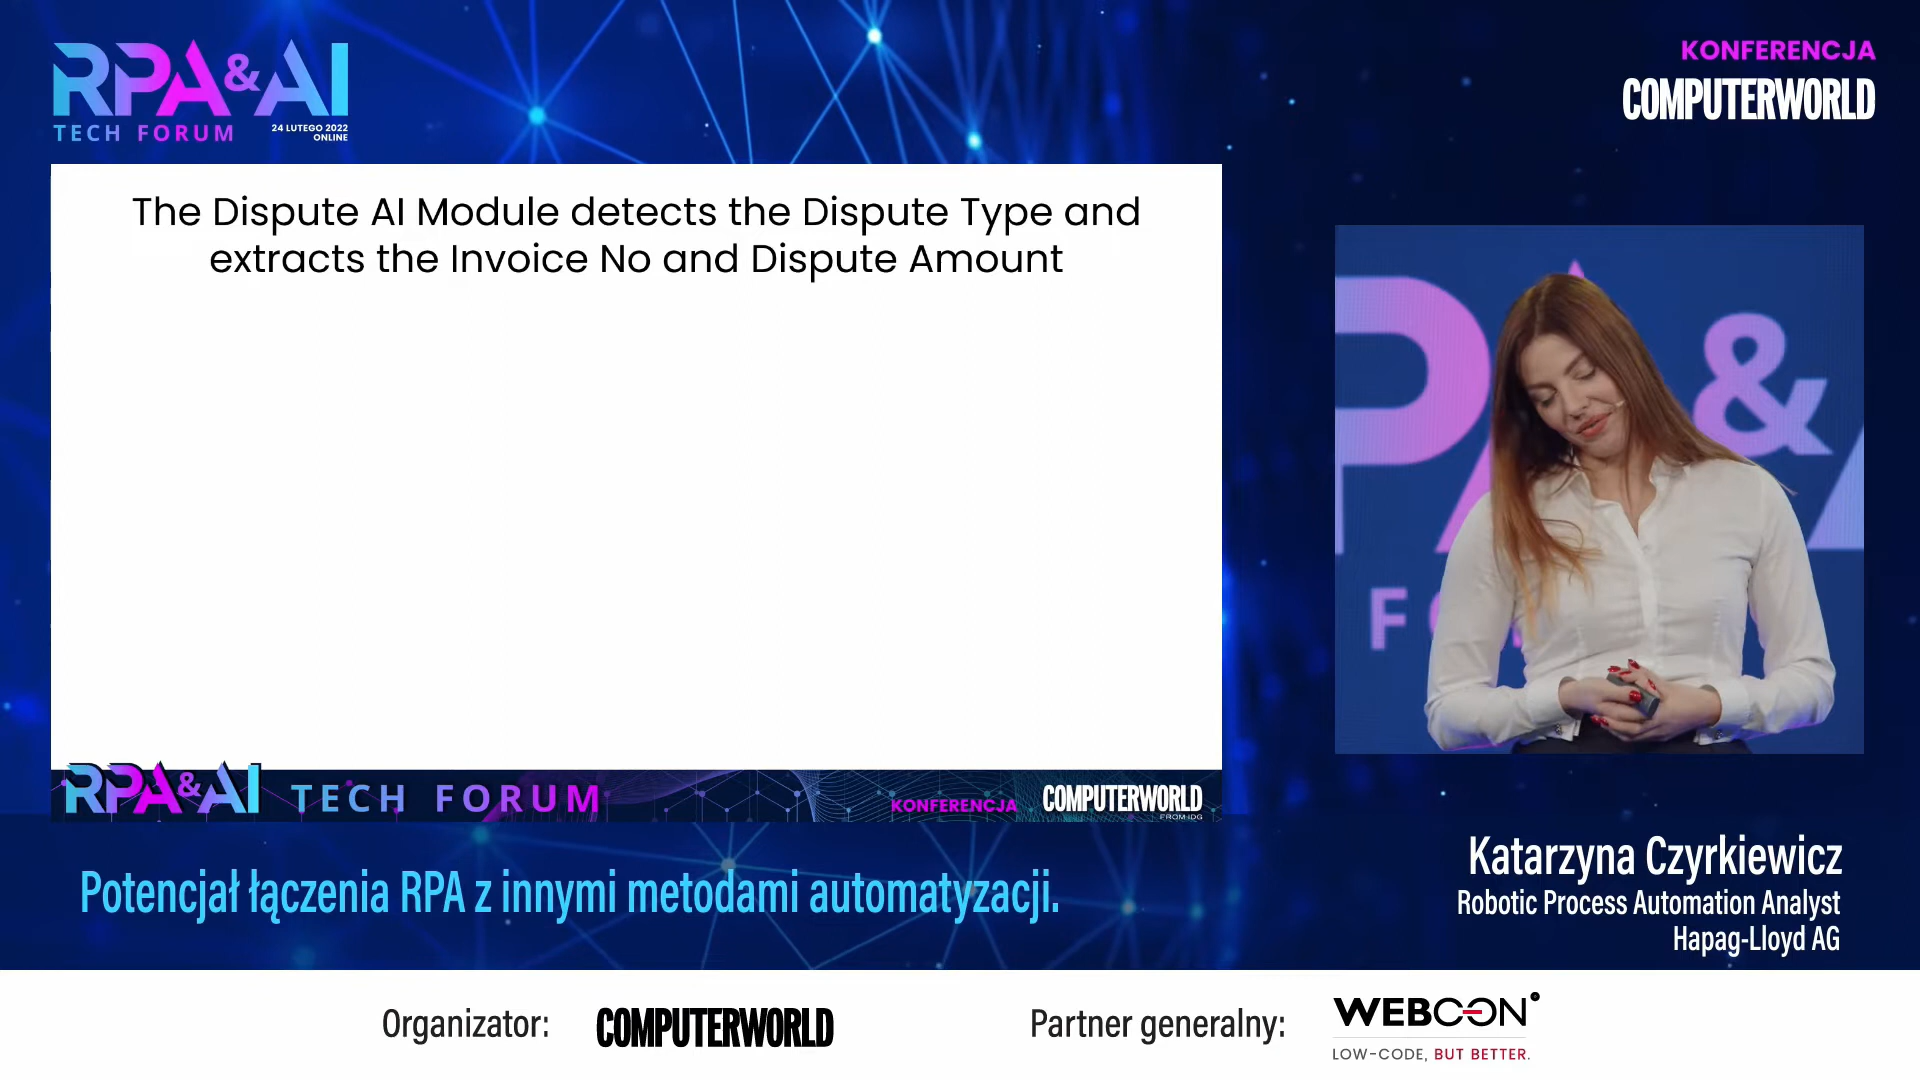 RPA&AI
TECH FORUM
24 LUTEGO 2022
ONLINE
KONFERENCJA
COMPUTERWORLD
The Dispute AI Module detects the Dispute Type and
extracts the Invoice No and Dispute Amount
P &
F
RPA&AI TECH FORUM
KONFERENCJA
COMPUTERWORLD
FROM IDG
Potencjał łączenia RPA z innymi metodami automatyzacji.
Katarzyna Czyrkiewicz
Robotic Process Automation Analyst
Hapag-Lloyd AG
Organizator:
COMPUTERWORLD
Partner generalny:
WEBCON
LOW-CODE, BUT BETTER.